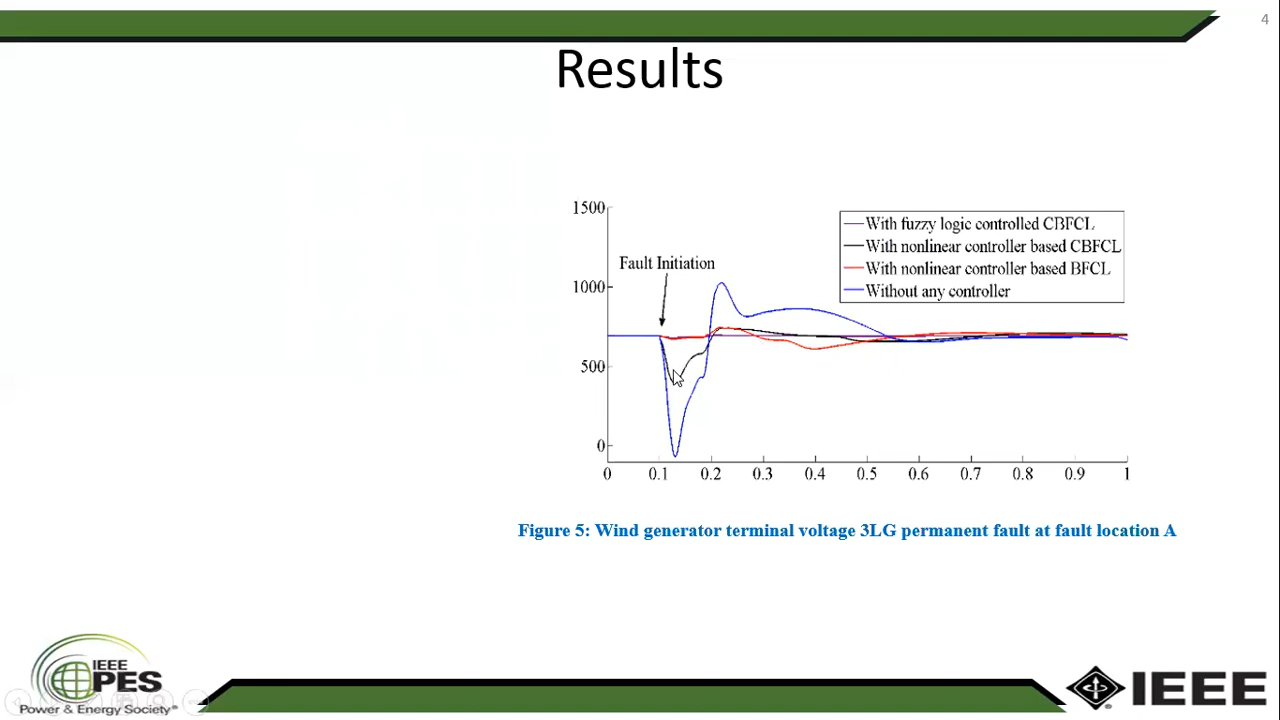 4
Results
1500
1000
500
0
Fault Initiation
With fuzzy logic controlled CBFCL
With nonlinear controller based CBFCL
With nonlinear controller based BFCL
Without any controller
0 0.1 0.2 0.3 0.4 0.5 0.6 0.7 0.8 0.9 1
Figure 5: Wind generator terminal voltage 3LG permanent fault at fault location A
IEEE
PES
Power & Energy Society®
IEEE